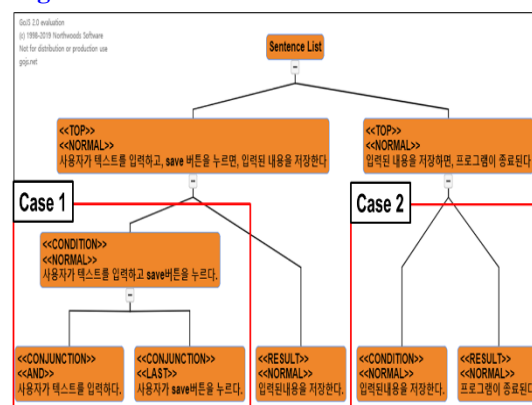 GoJS 2.0 evaluation
(c) 1998-2019 Northwoods Software
Not for distribution or production use
gojs.net
Sentence List
<<TOP>>
<<NORMAL>>
사용자가 텍스트를 입력하고, save 버튼을 누르면, 입력된 내용을 저장한다
<<TOP>>
<<NORMAL>>
입력된 내용을 저장하면, 프로그램이 종료된다
Case 1
Case 2
<<CONDITION>>
<<NORMAL>>
사용자가 텍스트를 입력하고 save버튼을 누르다.
<<CONJUNCTION>>
<<AND>>
사용자가 텍스트를 입력하다.
<<CONJUNCTION>>
<<LAST>>
사용자가 save버튼을 누르다.
<<RESULT>>
<<NORMAL>>
입력된내용을 저장한다.
<<CONDITION>>
<<NORMAL>>
입력된내용을 저장한다.
<<RESULT>>
<<NORMAL>>
프로그램이 종료된다